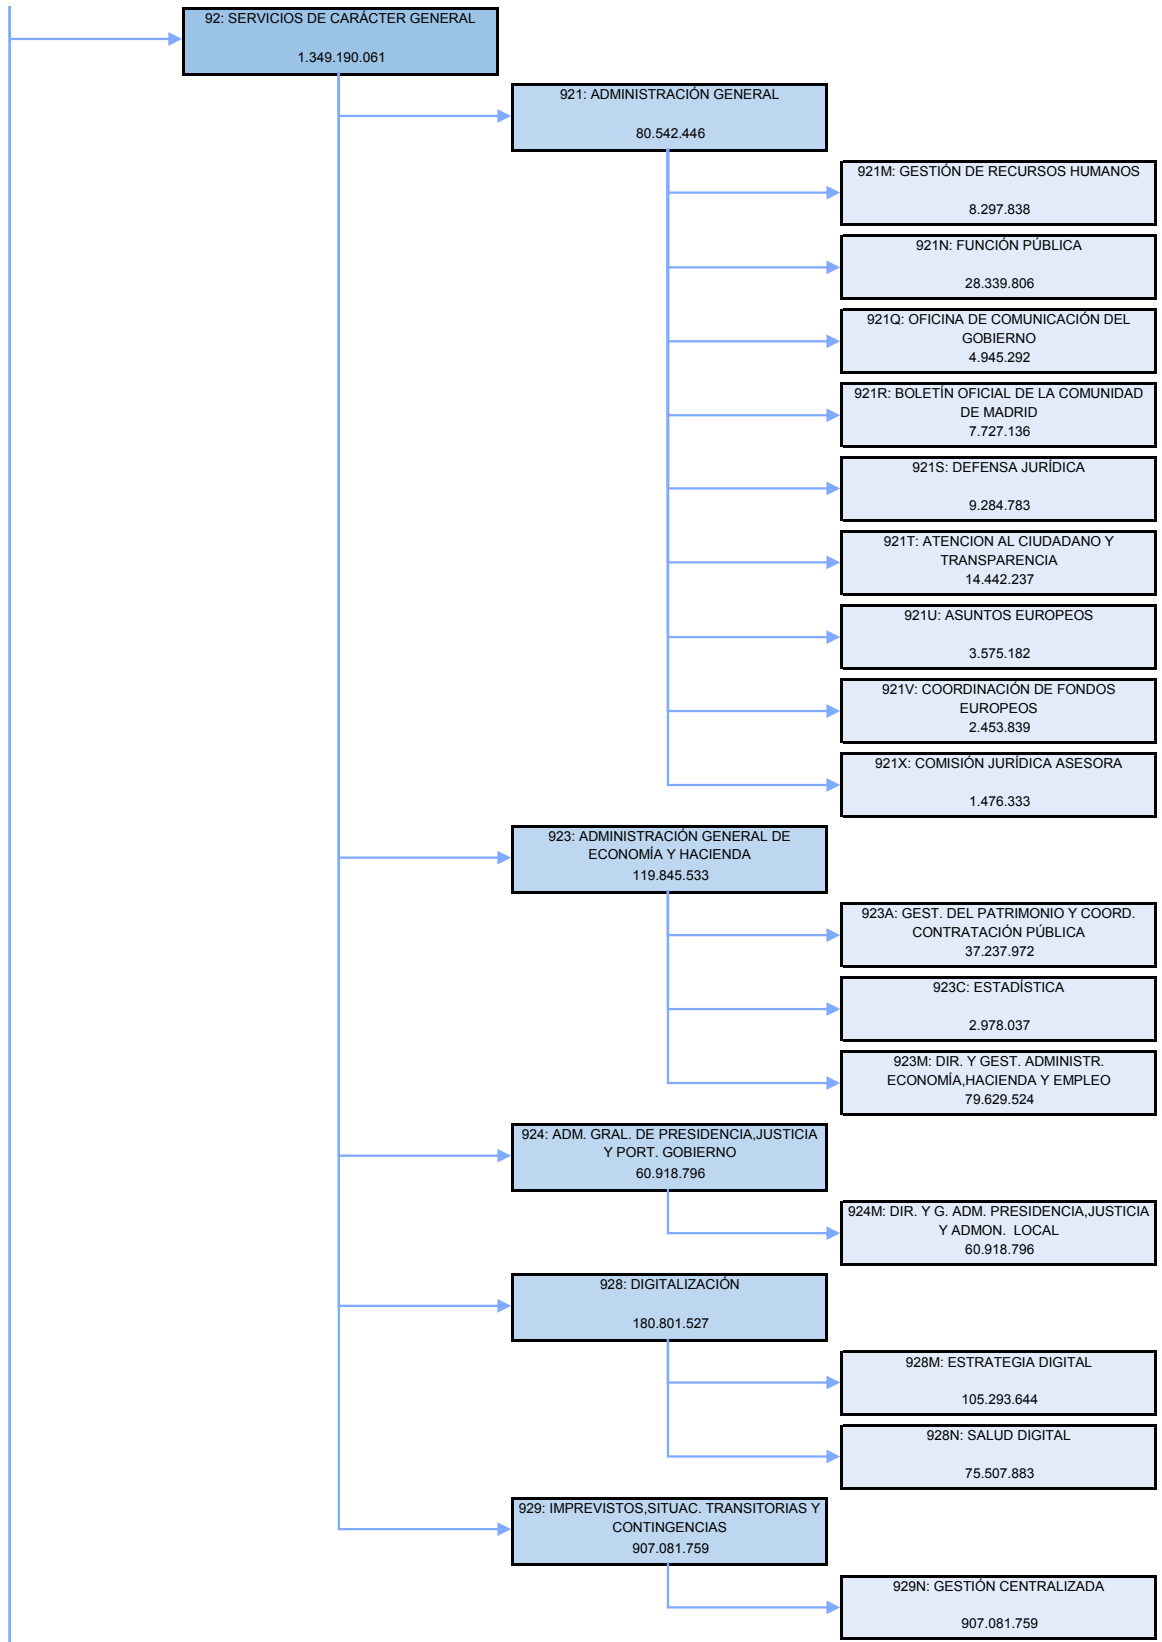 92: SERVICIOS DE CARÁCTER GENERAL
1.349.190.061
921: ADMINISTRACIÓN GENERAL
80.542.446
921M: GESTIÓN DE RECURSOS HUMANOS
8.297.838
921N: FUNCIÓN PÚBLICA
28.339.806
921Q: OFICINA DE COMUNICACIÓN DEL
GOBIERNO
4.945.292
921R: BOLETÍN OFICIAL DE LA COMUNIDAD
DE MADRID
7.727.136
921S: DEFENSA JURÍDICA
9.284.783
921T: ATENCION AL CIUDADANO Y
TRANSPARENCIA
14.442.237
921U: ASUNTOS EUROPEOS
3.575.182
921V: COORDINACIÓN DE FONDOS
EUROPEOS
2.453.839
921X: COMISIÓN JURÍDICA ASESORA
1.476.333
923: ADMINISTRACIÓN GENERAL DE
ECONOMÍA Y HACIENDA
119.845.533
923A: GEST. DEL PATRIMONIO Y COORD.
CONTRATACIÓN PÚBLICA
37.237.972
923C: ESTADÍSTICA
2.978.037
923M: DIR. Y GEST. ADMINISTR.
ECONOMÍA,HACIENDA Y EMPLEO
79.629.524
924: ADM. GRAL. DE PRESIDENCIA,JUSTICIA
Y PORT. GOBIERNO
60.918.796
924M: DIR. Y G. ADM. PRESIDENCIA,JUSTICIA
Y ADMON.  LOCAL
60.918.796
928: DIGITALIZACIÓN
180.801.527
928M: ESTRATEGIA DIGITAL
105.293.644
928N: SALUD DIGITAL
75.507.883
929: IMPREVISTOS,SITUAC. TRANSITORIAS Y
CONTINGENCIAS
907.081.759
929N: GESTIÓN CENTRALIZADA
907.081.759